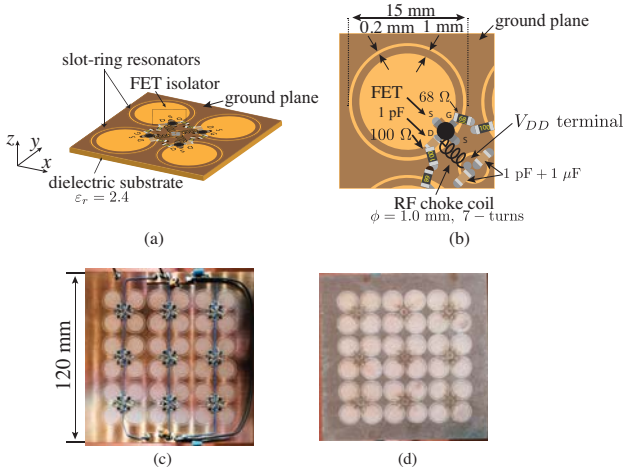 slot-ring resonators
FET isolator
ground plane
z
y
x
dielectric substrate
εr = 2.4
(a)
15 mm
0.2 mm
1 mm
ground plane
FET
68 Ω
1 pF
S
G
100 Ω
D
S
VDD terminal
1 pF + 1 μF
RF choke coil
ϕ = 1.0 mm, 7 − turns
(b)
120 mm
(c)
(d)